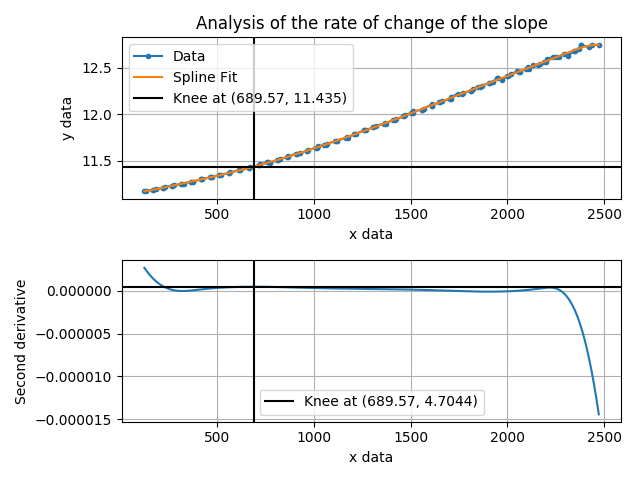 Analysis of the rate of change of the slope
12.5
12.0
11.5
y data
Data
Spline Fit
Knee at (689.57, 11.435)
500 1000 1500 2000 2500
x data
0.000000
−0.000005
−0.000010
−0.000015
Second derivative
Knee at (689.57, 4.7044)
500 1000 1500 2000 2500
x data